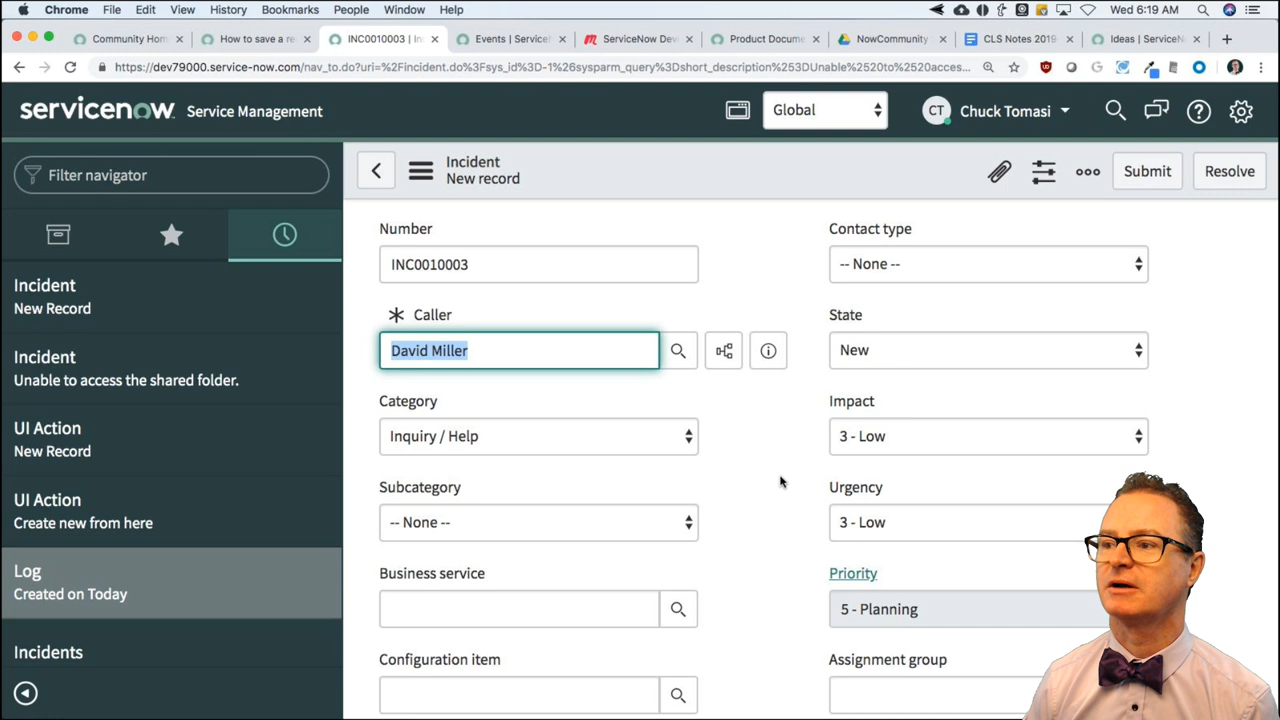 Chrome File Edit View History Bookmarks People Window Help Wed 6:19 AM
Community Hom × How to save a re × INC0010003 | In × Events | ServiceN × ServiceNow Dev × Product Docume × NowCommunity × CLS Notes 2019 × Ideas | ServiceN × +
https://dev79000.service-now.com/nav_to.do?uri=%2Fincident.do%3Fsys_id%3D-1%26sysparm_query%3Dshort_description%253DUnable%2520to%2520acces...
servicenow Service Management Global CT Chuck Tomasi
Filter navigator
Incident
New record
Submit Resolve
Incident
New Record
Incident
Unable to access the shared folder.
UI Action
New Record
UI Action
Create new from here
Log
Created on Today
Incidents
Number
INC0010003
Caller
David Miller
Category
Inquiry / Help
Subcategory
-- None --
Business service
Configuration item
Contact type
-- None --
State
New
Impact
3 - Low
Urgency
3 - Low
Priority
5 - Planning
Assignment group